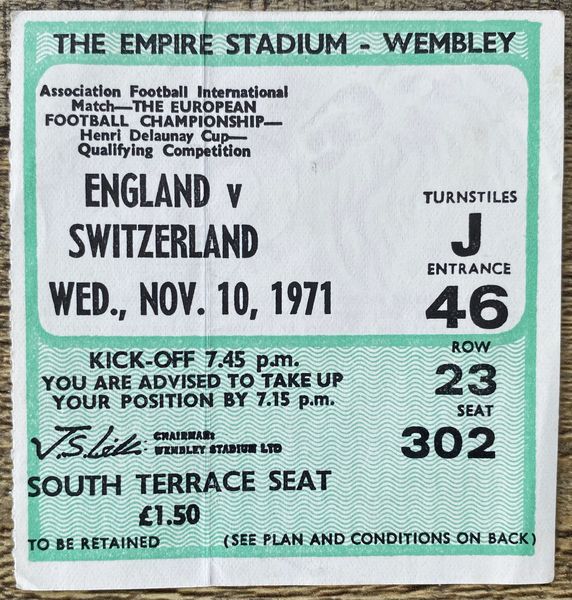 THE EMPIRE STADIUM - WEMBLEY
Association Football International
Match—THE EUROPEAN
FOOTBALL CHAMPIONSHIP—
Henri Delaunay Cup—
Qualifying Competition
ENGLAND v
SWITZERLAND
WED., NOV. 10, 1971
TURNSTILES
J
ENTRANCE
46
ROW
23
SEAT
302
KICK-OFF 7.45 p.m.
YOU ARE ADVISED TO TAKE UP
YOUR POSITION BY 7.15 p.m.
CHAIRMAN:
WEMBLEY STADIUM LTD
SOUTH TERRACE SEAT
£1.50
TO BE RETAINED
(SEE PLAN AND CONDITIONS ON BACK)